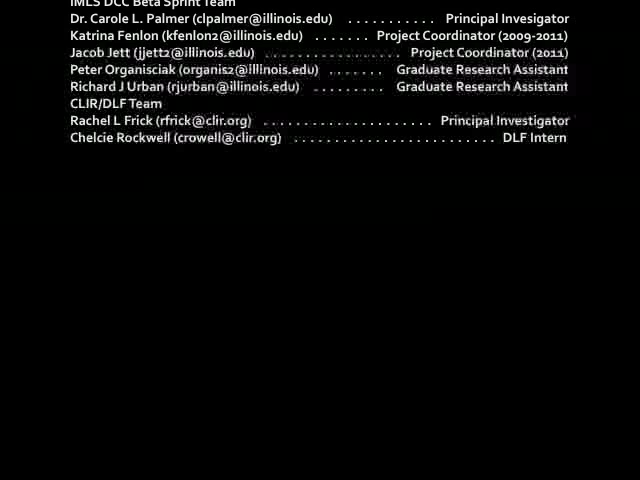 IMLS DCC Beta Sprint Team
Dr. Carole L. Palmer (clpalmer@illinois.edu) ........... Principal Invesigator
Katrina Fenlon (kfenlon2@illinois.edu) ....... Project Coordinator (2009-2011)
Jacob Jett (jjett2@illinois.edu) .................. Project Coordinator (2011)
Peter Organisciak (organis2@illinois.edu) ....... Graduate Research Assistant
Richard J Urban (rjurban@illinois.edu) ......... Graduate Research Assistant
CLIR/DLF Team
Rachel L Frick (rfrick@clir.org) ...................... Principal Investigator
Chelcie Rockwell (crowell@clir.org) .......................... DLF Intern